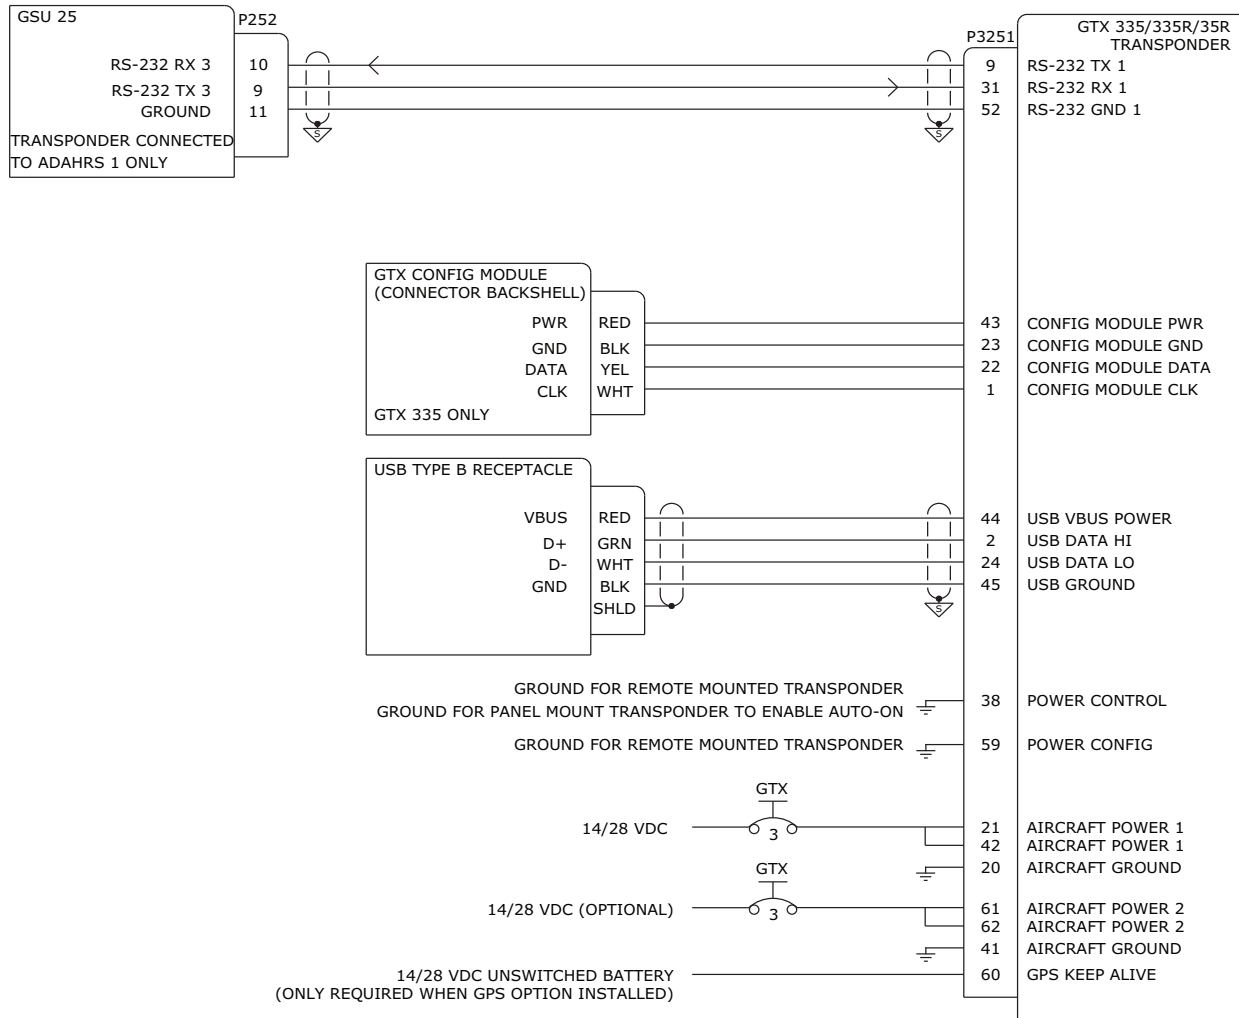 GSU 25
P252
RS-232 RX 3 10
RS-232 TX 3 9
GROUND 11
TRANSPONDER CONNECTED
TO ADAHRS 1 ONLY
S
S
P3251
GTX 335/335R/35R
TRANSPONDER
9 RS-232 TX 1
31 RS-232 RX 1
52 RS-232 GND 1
GTX CONFIG MODULE
(CONNECTOR BACKSHELL)
PWR RED 43 CONFIG MODULE PWR
GND BLK 23 CONFIG MODULE GND
DATA YEL 22 CONFIG MODULE DATA
CLK WHT 1 CONFIG MODULE CLK
GTX 335 ONLY
USB TYPE B RECEPTACLE
VBUS RED 44 USB VBUS POWER
D+ GRN 2 USB DATA HI
D- WHT 24 USB DATA LO
GND BLK 45 USB GROUND
SHLD
S
GROUND FOR REMOTE MOUNTED TRANSPONDER
GROUND FOR PANEL MOUNT TRANSPONDER TO ENABLE AUTO-ON
38 POWER CONTROL
GROUND FOR REMOTE MOUNTED TRANSPONDER 59 POWER CONFIG
GTX
14/28 VDC 3 21 AIRCRAFT POWER 1
42 AIRCRAFT POWER 1
20 AIRCRAFT GROUND
GTX
14/28 VDC (OPTIONAL) 3 61 AIRCRAFT POWER 2
62 AIRCRAFT POWER 2
41 AIRCRAFT GROUND
14/28 VDC UNSWITCHED BATTERY 60 GPS KEEP ALIVE
(ONLY REQUIRED WHEN GPS OPTION INSTALLED)